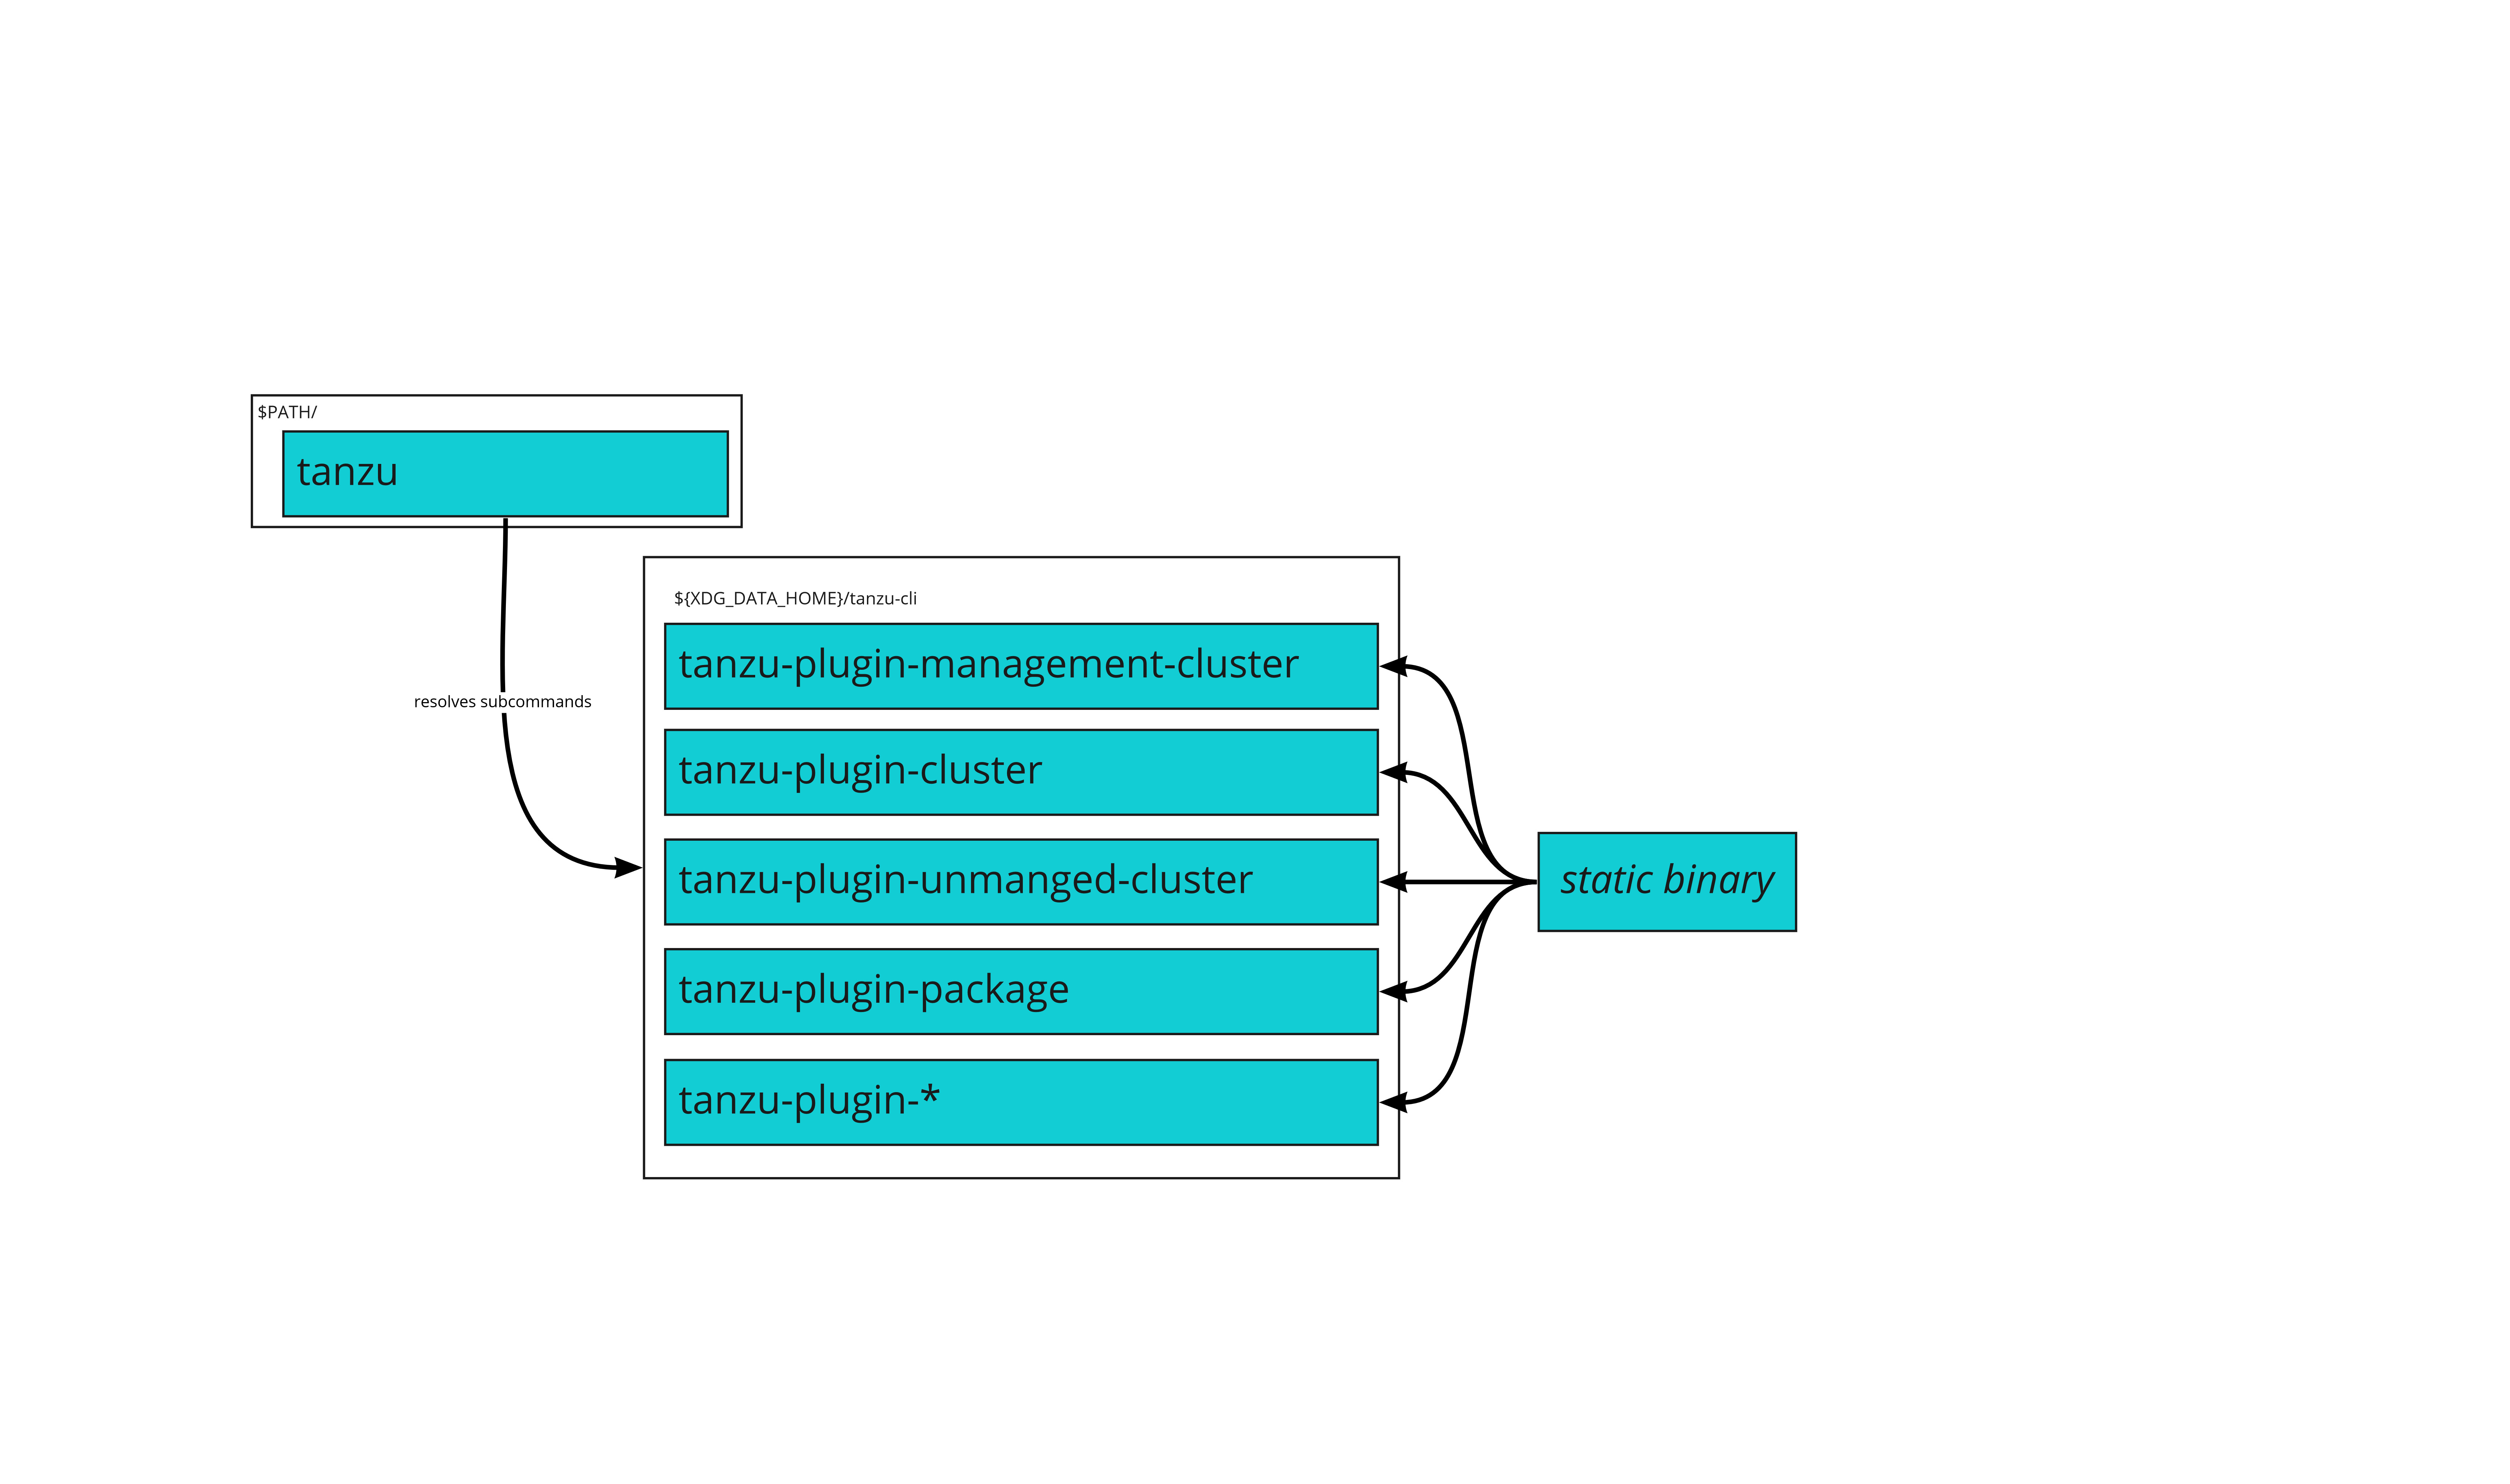 $PATH/
tanzu
${XDG_DATA_HOME}/tanzu-cli
tanzu-plugin-management-cluster
resolves subcommands
tanzu-plugin-cluster
tanzu-plugin-unmanged-cluster
static binary
tanzu-plugin-package
tanzu-plugin-*